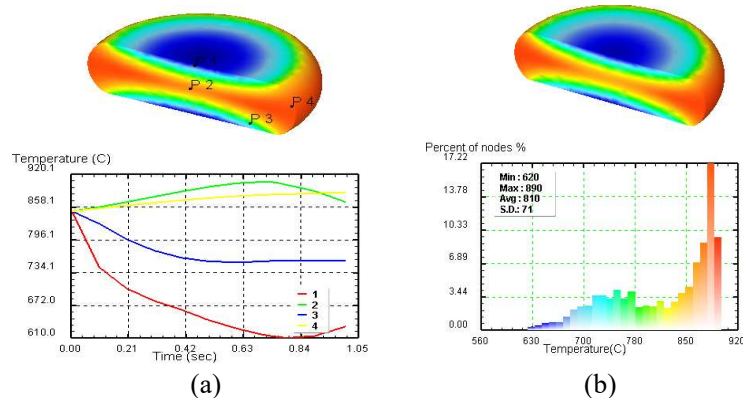 P 1
P 2
P 3
P 4
Temperature (C)
920.1
858.1
796.1
734.1
672.0
610.0
0.00 0.21 0.42 0.63 0.84 1.05
Time (sec)
1
2
3
4
(a)
Percent of nodes %
17.22
13.78
10.33
6.89
3.44
0.00
Min : 620
Max : 890
Avg : 810
S.D.: 71
560 630 700 780 850 920
Temperature(C)
(b)